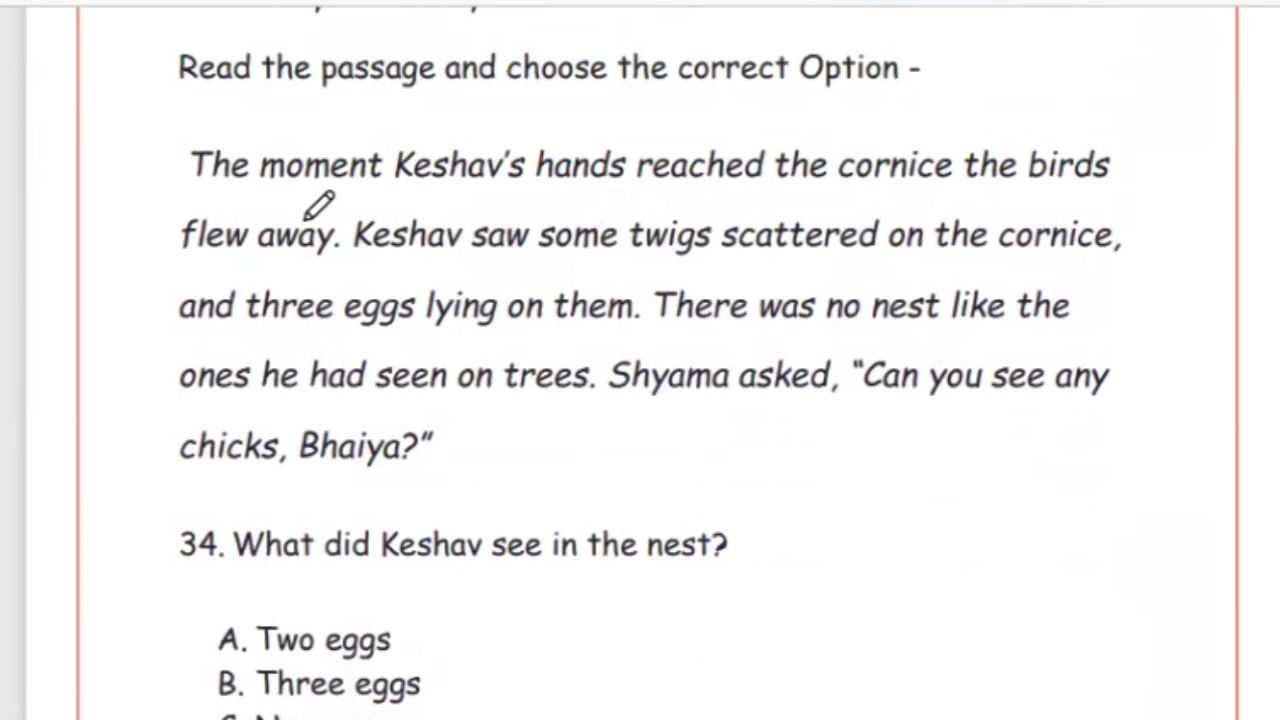 Read the passage and choose the correct Option -
The moment Keshav's hands reached the cornice the birds
flew away. Keshav saw some twigs scattered on the cornice,
and three eggs lying on them. There was no nest like the
ones he had seen on trees. Shyama asked, "Can you see any
chicks, Bhaiya?"
34. What did Keshav see in the nest?
A. Two eggs
B. Three eggs